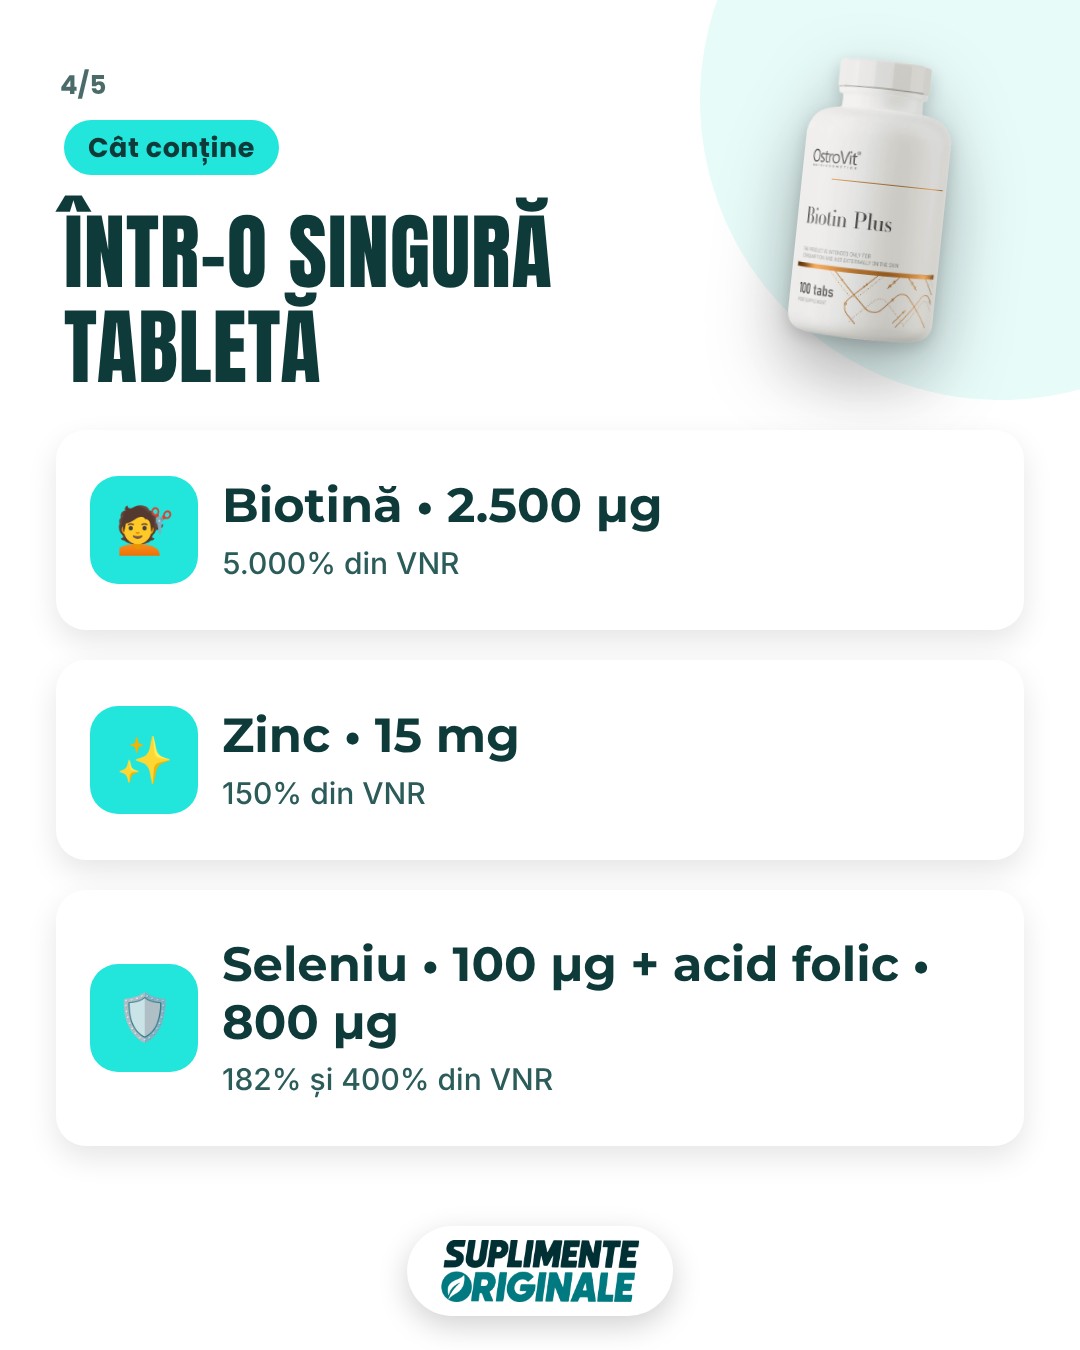 4/5
Cât conține
ÎNTR-O SINGURĂ
TABLETĂ
OstroVit
Biotin Plus
100 tabs
Biotină • 2.500 µg
5.000% din VNR
Zinc • 15 mg
150% din VNR
Seleniu • 100 µg + acid folic •
800 µg
182% și 400% din VNR
SUPLIMENTE
ORIGINALE